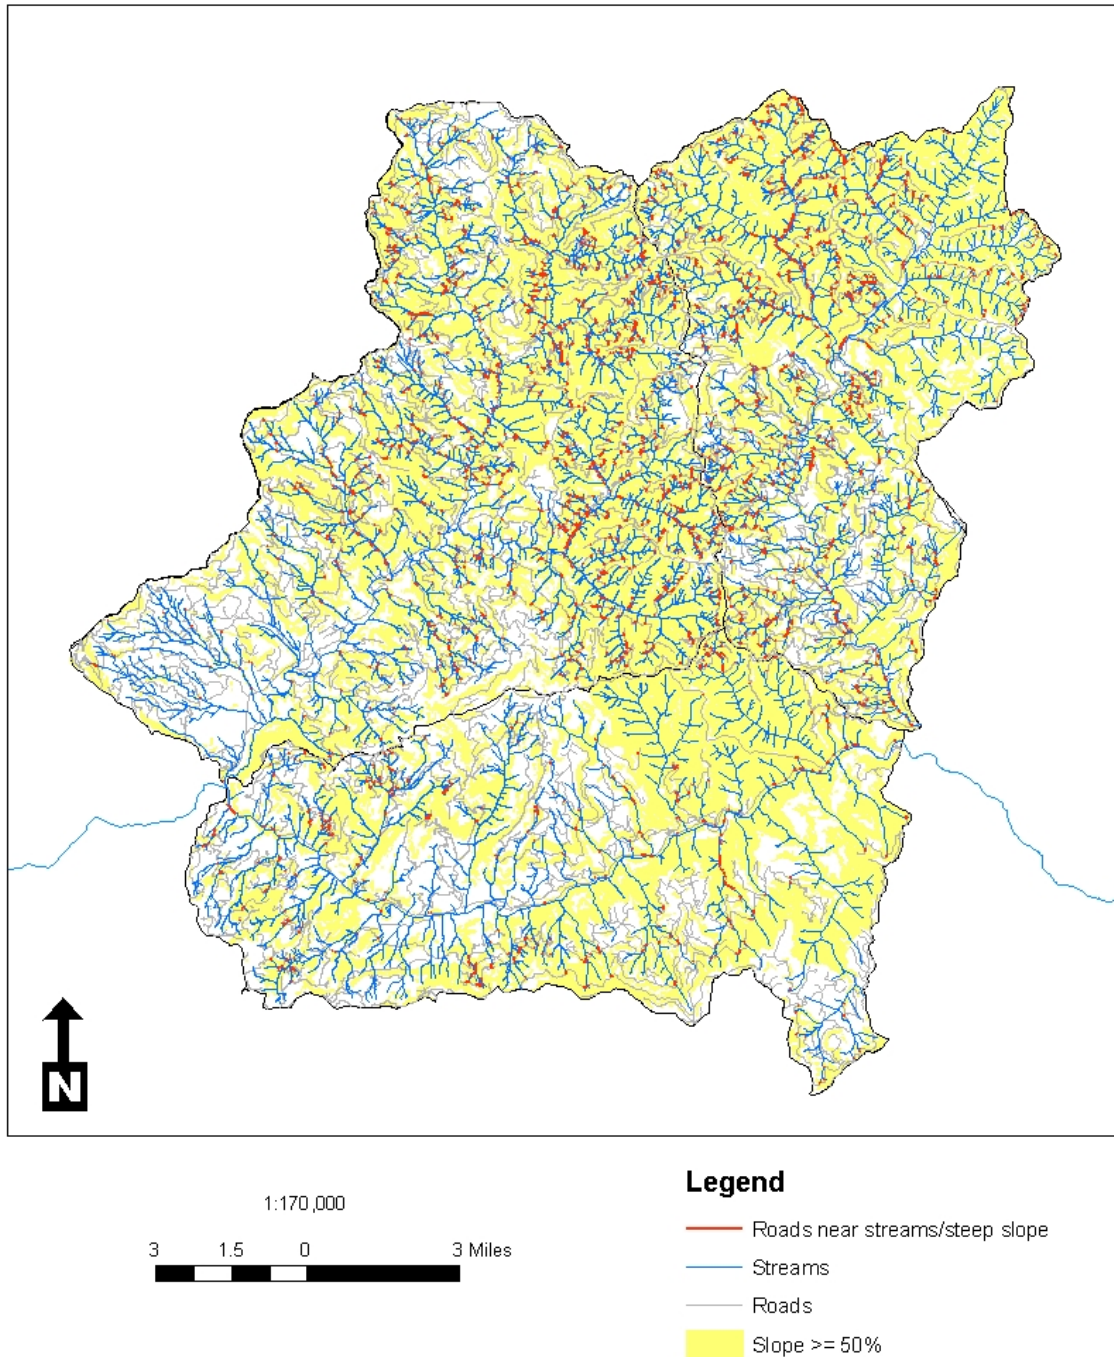 N
1:170,000
3 1.5 0 3 Miles
Legend
Roads near streams/steep slope
Streams
Roads
Slope >= 50%